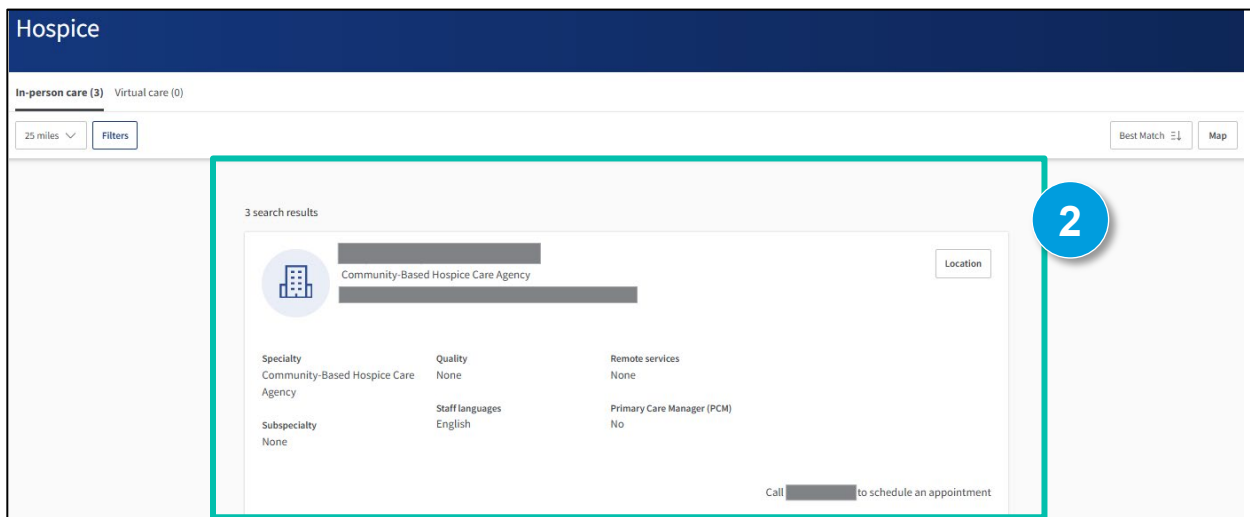 Hospice
In-person care (3) Virtual care (0)
25 miles Filters Best Match Map
2
3 search results
Location
Community-Based Hospice Care Agency
Specialty Quality Remote services
Community-Based Hospice Care None None
Agency
Staff languages Primary Care Manager (PCM)
Subspecialty English No
None
Call to schedule an appointment